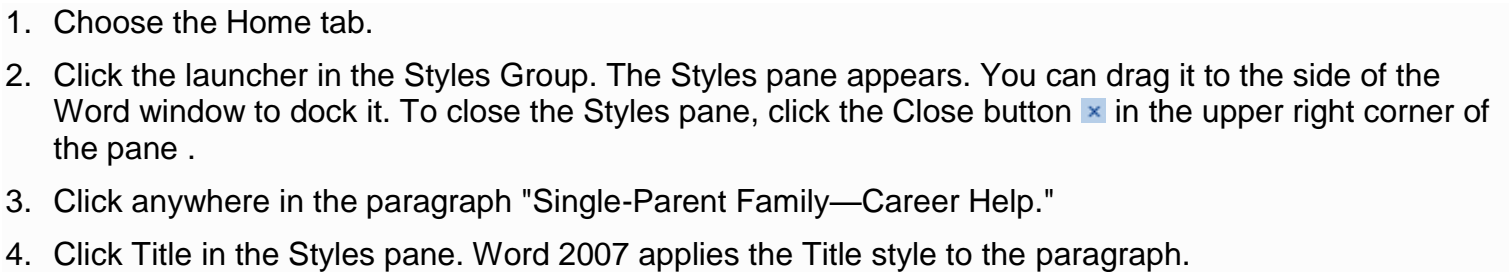 1. Choose the Home tab.
2. Click the launcher in the Styles Group. The Styles pane appears. You can drag it to the side of the
Word window to dock it. To close the Styles pane, click the Close button × in the upper right corner of
the pane .
3. Click anywhere in the paragraph "Single-Parent Family—Career Help."
4. Click Title in the Styles pane. Word 2007 applies the Title style to the paragraph.